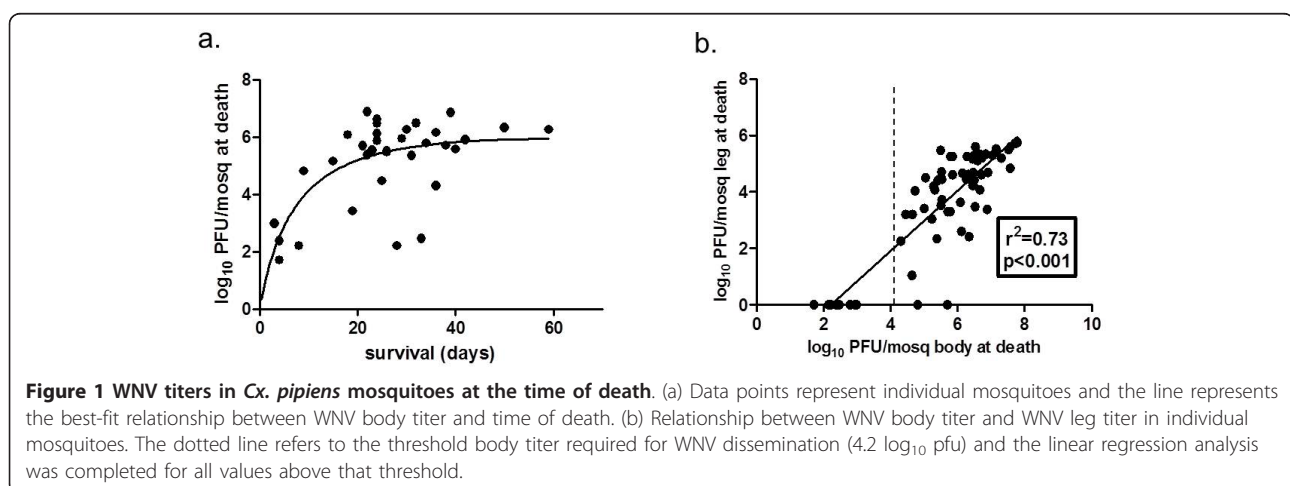 a.
b.
log₁₀ PFU/mosq at death
8
6
4
2
0
0 20 40 60
survival (days)
log₁₀ PFU/mosq leg at death
8
6
4
2
0
0 2 4 6 8 10
log₁₀ PFU/mosq body at death
r²=0.73
p<0.001
Figure 1 WNV titers in Cx. pipiens mosquitoes at the time of death. (a) Data points represent individual mosquitoes and the line represents
the best-fit relationship between WNV body titer and time of death. (b) Relationship between WNV body titer and WNV leg titer in individual
mosquitoes. The dotted line refers to the threshold body titer required for WNV dissemination (4.2 log₁₀ pfu) and the linear regression analysis
was completed for all values above that threshold.